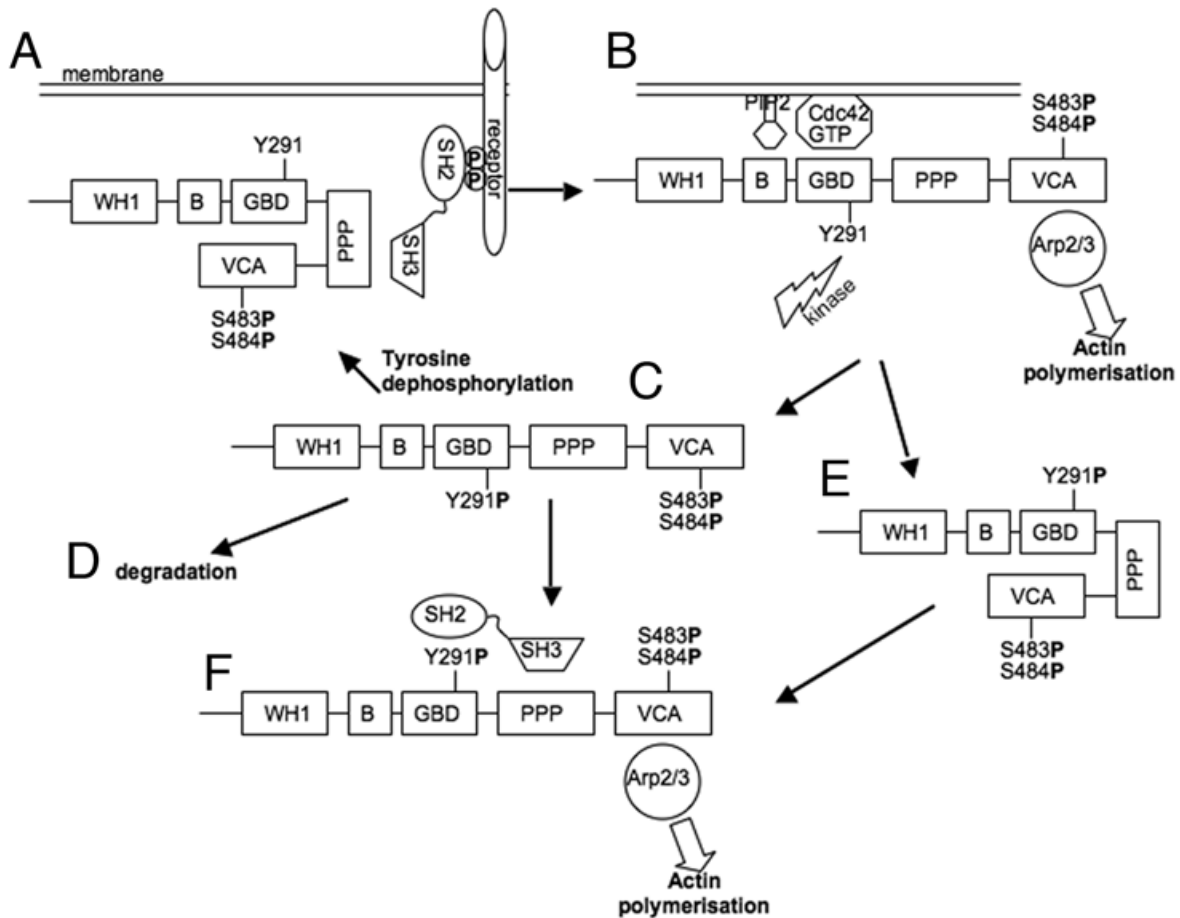 A
membrane
Y291
WH1
B
GBD
PPP
VCA
S483P
S484P
SH2
SH3
P
P
receptor
B
PIP2
Cdc42
GTP
S483P
S484P
WH1
B
GBD
PPP
VCA
Y291
kinase
Arp2/3
Actin
polymerisation
Tyrosine
dephosphorylation
C
WH1
B
GBD
PPP
VCA
Y291P
S483P
S484P
D
degradation
E
Y291P
WH1
B
GBD
PPP
VCA
S483P
S484P
F
SH2
SH3
Y291P
S483P
S484P
WH1
B
GBD
PPP
VCA
Arp2/3
Actin
polymerisation